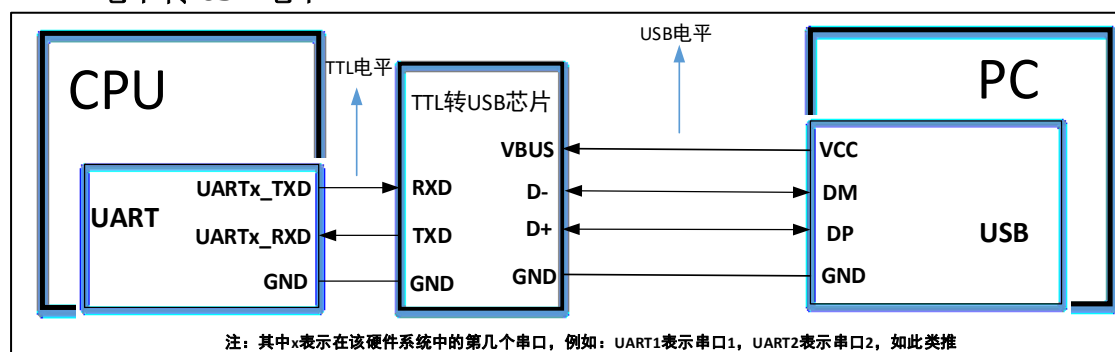 CPU
TTL电平
USB电平
PC
TTL转USB芯片
VBUS
VCC
UARTx_TXD
RXD
D-
DM
UART
UARTx_RXD
TXD
D+
DP
USB
GND
GND
GND
GND
注：其中x表示在该硬件系统中的第几个串口，例如：UART1表示串口1，UART2表示串口2，如此类推